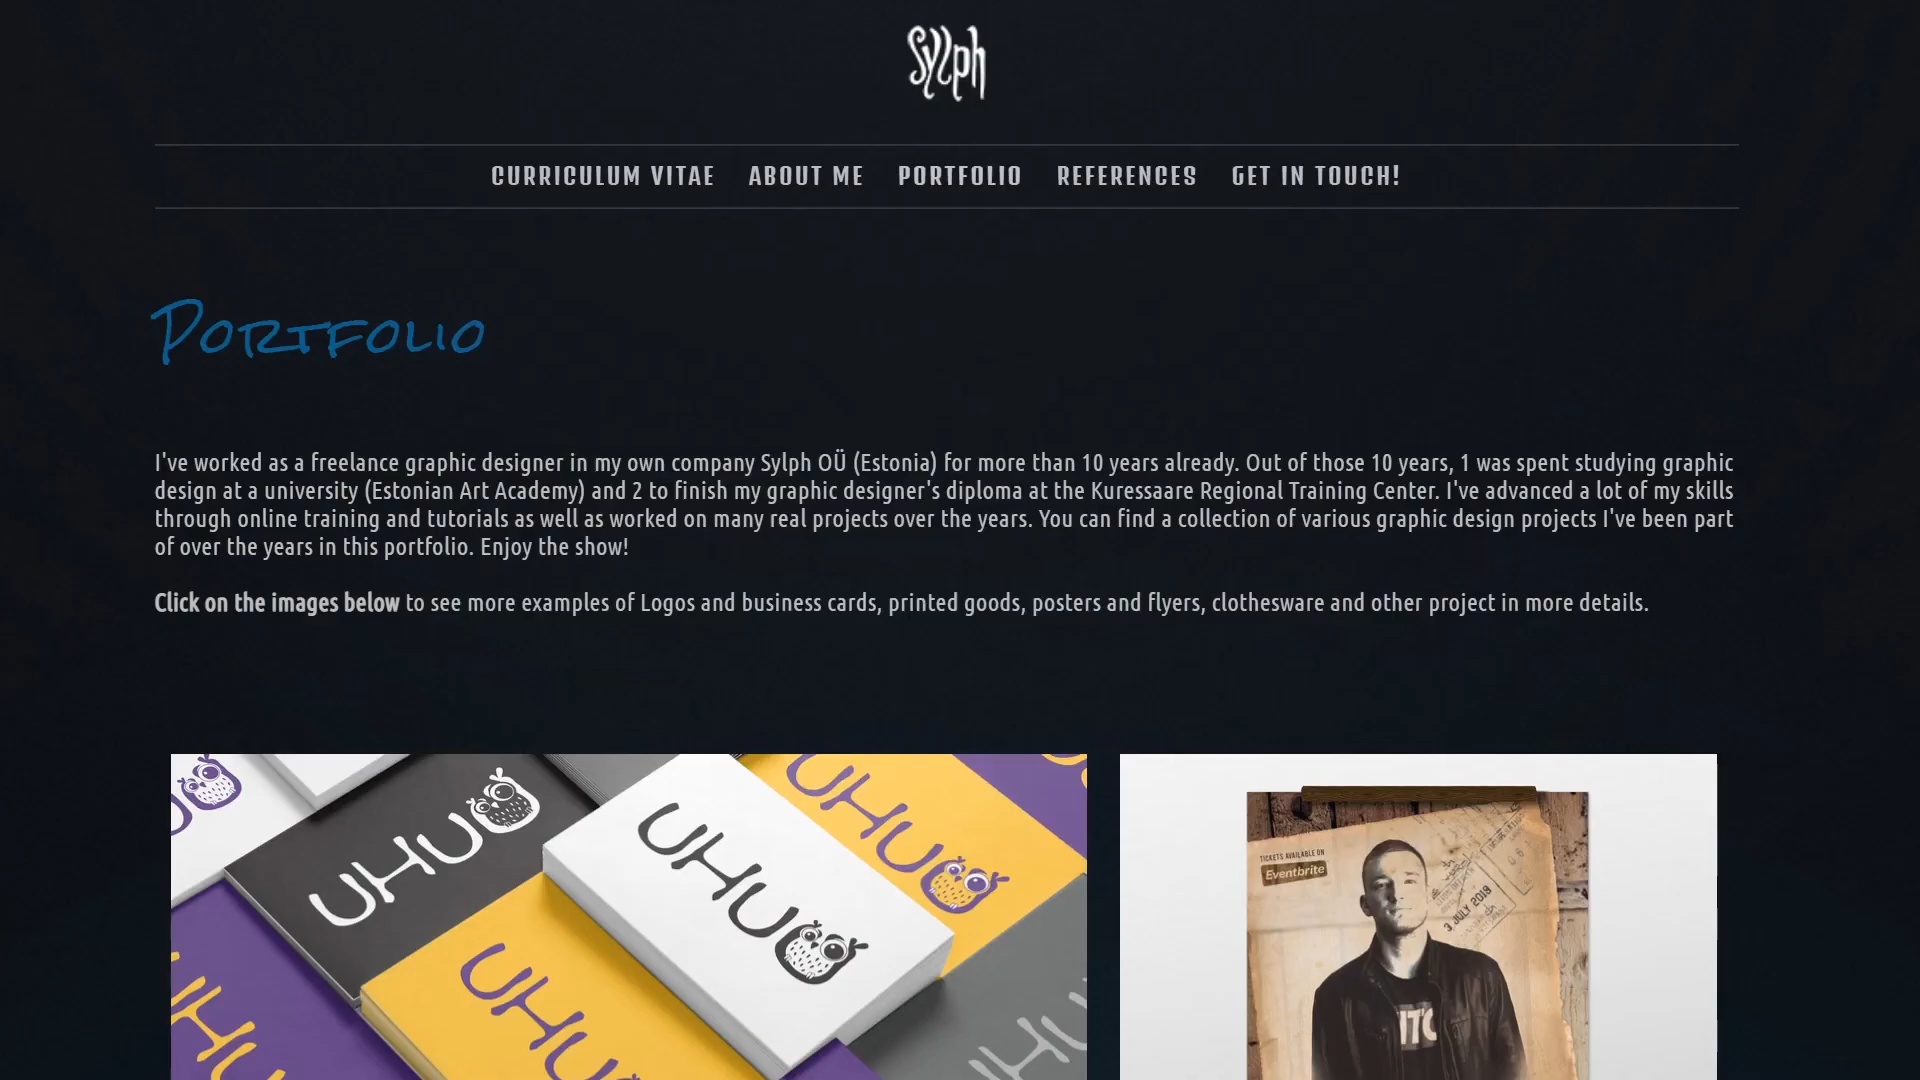 Sylph
CURRICULUM VITAE ABOUT ME PORTFOLIO REFERENCES GET IN TOUCH!
Portfolio
I've worked as a freelance graphic designer in my own company Sylph OÜ (Estonia) for more than 10 years already. Out of those 10 years, 1 was spent studying graphic
design at a university (Estonian Art Academy) and 2 to finish my graphic designer's diploma at the Kuressaare Regional Training Center. I've advanced a lot of my skills
through online training and tutorials as well as worked on many real projects over the years. You can find a collection of various graphic design projects I've been part
of over the years in this portfolio. Enjoy the show!
Click on the images below to see more examples of Logos and business cards, printed goods, posters and flyers, clothesware and other project in more details.
UHUU
UHUU
UHUU
UHUU
TICKETS AVAILABLE ON
Eventbrite
3 JULY 2019